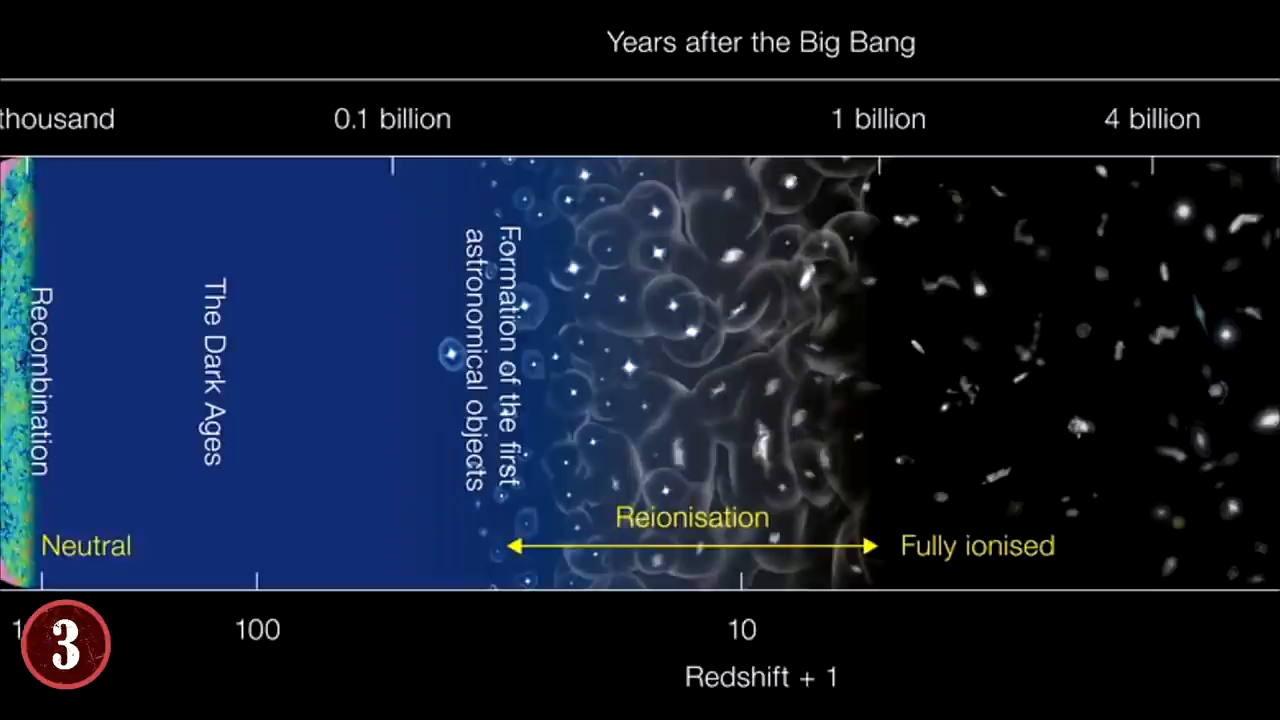 Years after the Big Bang
thousand
0.1 billion
1 billion
4 billion
Recombination
The Dark Ages
Formation of the first
astronomical objects
Neutral
Reionisation
Fully ionised
1
100
10
Redshift + 1
3